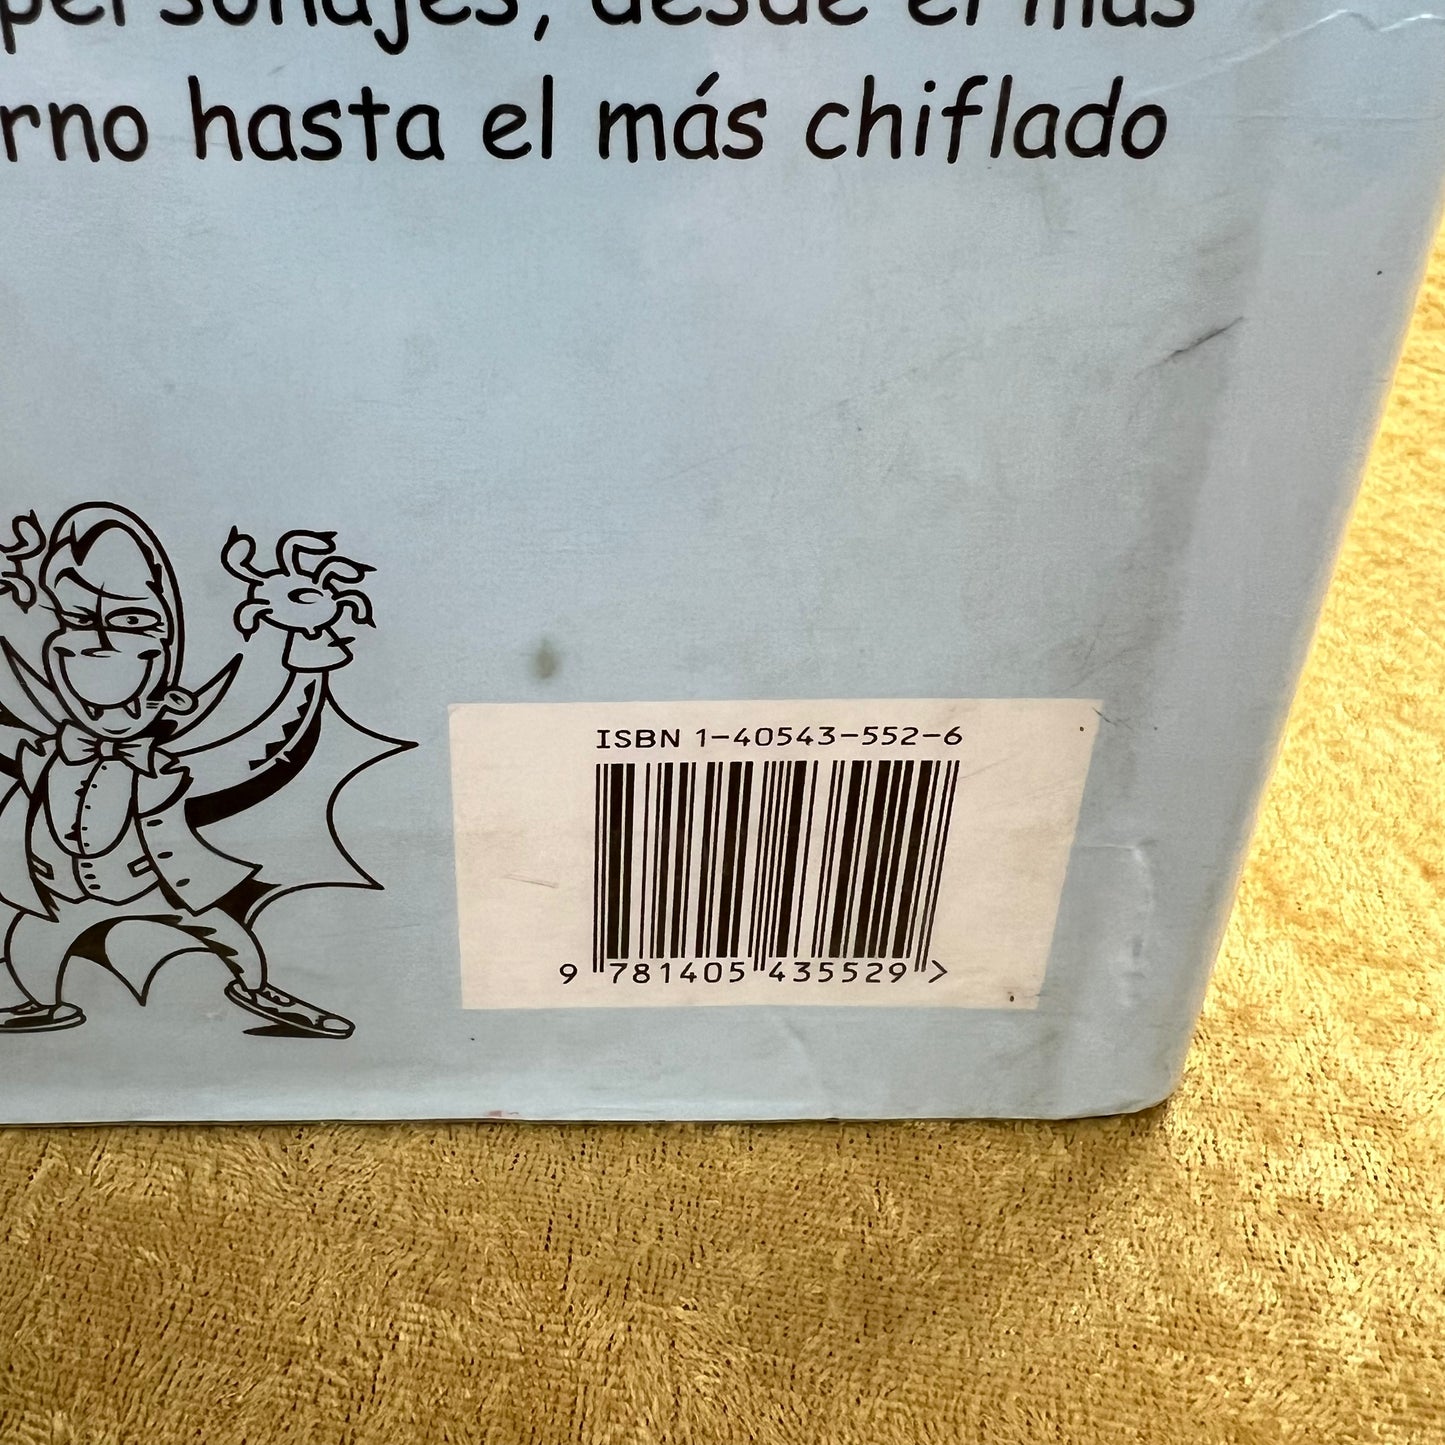 personajes, desde el más
rno hasta el más chiflado
ISBN 1-40543-552-6
9 781405 435529 >